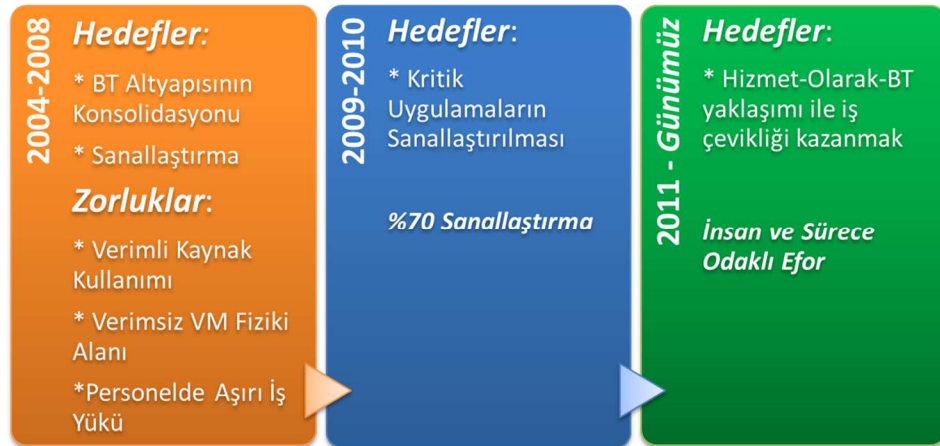 2004-2008
Hedefler:
* BT Altyapısının
Konsolidasyonu
* Sanallaştırma
Zorluklar:
* Verimli Kaynak
Kullanımı
* Verimsiz VM Fiziki
Alanı
*Personelde Aşırı İş
Yükü
2009-2010
Hedefler:
* Kritik
Uygulamaların
Sanallaştırılması
%70 Sanallaştırma
2011 - Günümüz
Hedefler:
* Hizmet-Olarak-BT
yaklaşımı ile iş
çevikliği kazanmak
İnsan ve Sürece
Odaklı Efor